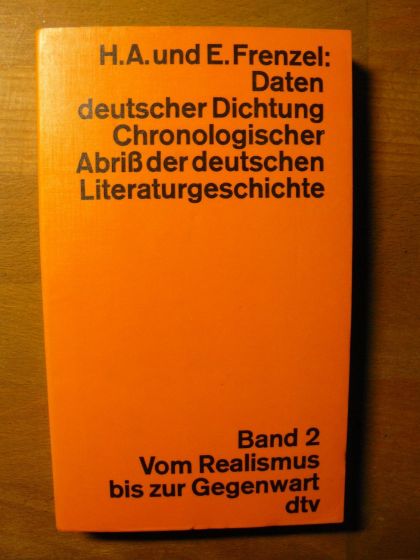 H.A. und E. Frenzel:
Daten
deutscher Dichtung
Chronologischer
Abriß der deutschen
Literaturgeschichte
Band 2
Vom Realismus
bis zur Gegenwart
dtv